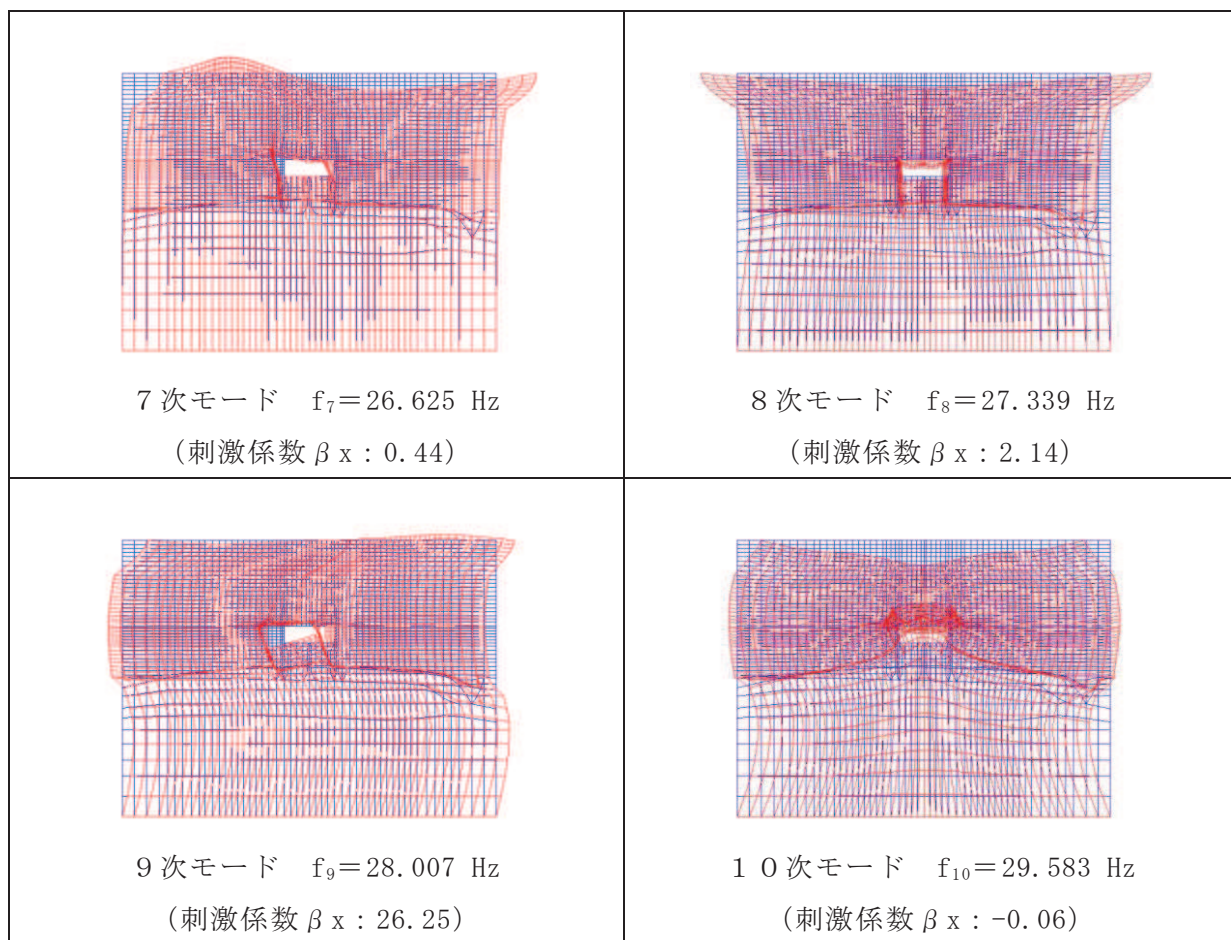 7次モード f₇＝26.625 Hz
(刺激係数βx：0.44)
8次モード f₈＝27.339 Hz
(刺激係数βx：2.14)
9次モード f₉＝28.007 Hz
(刺激係数βx：26.25)
10次モード f₁₀＝29.583 Hz
(刺激係数βx：-0.06)